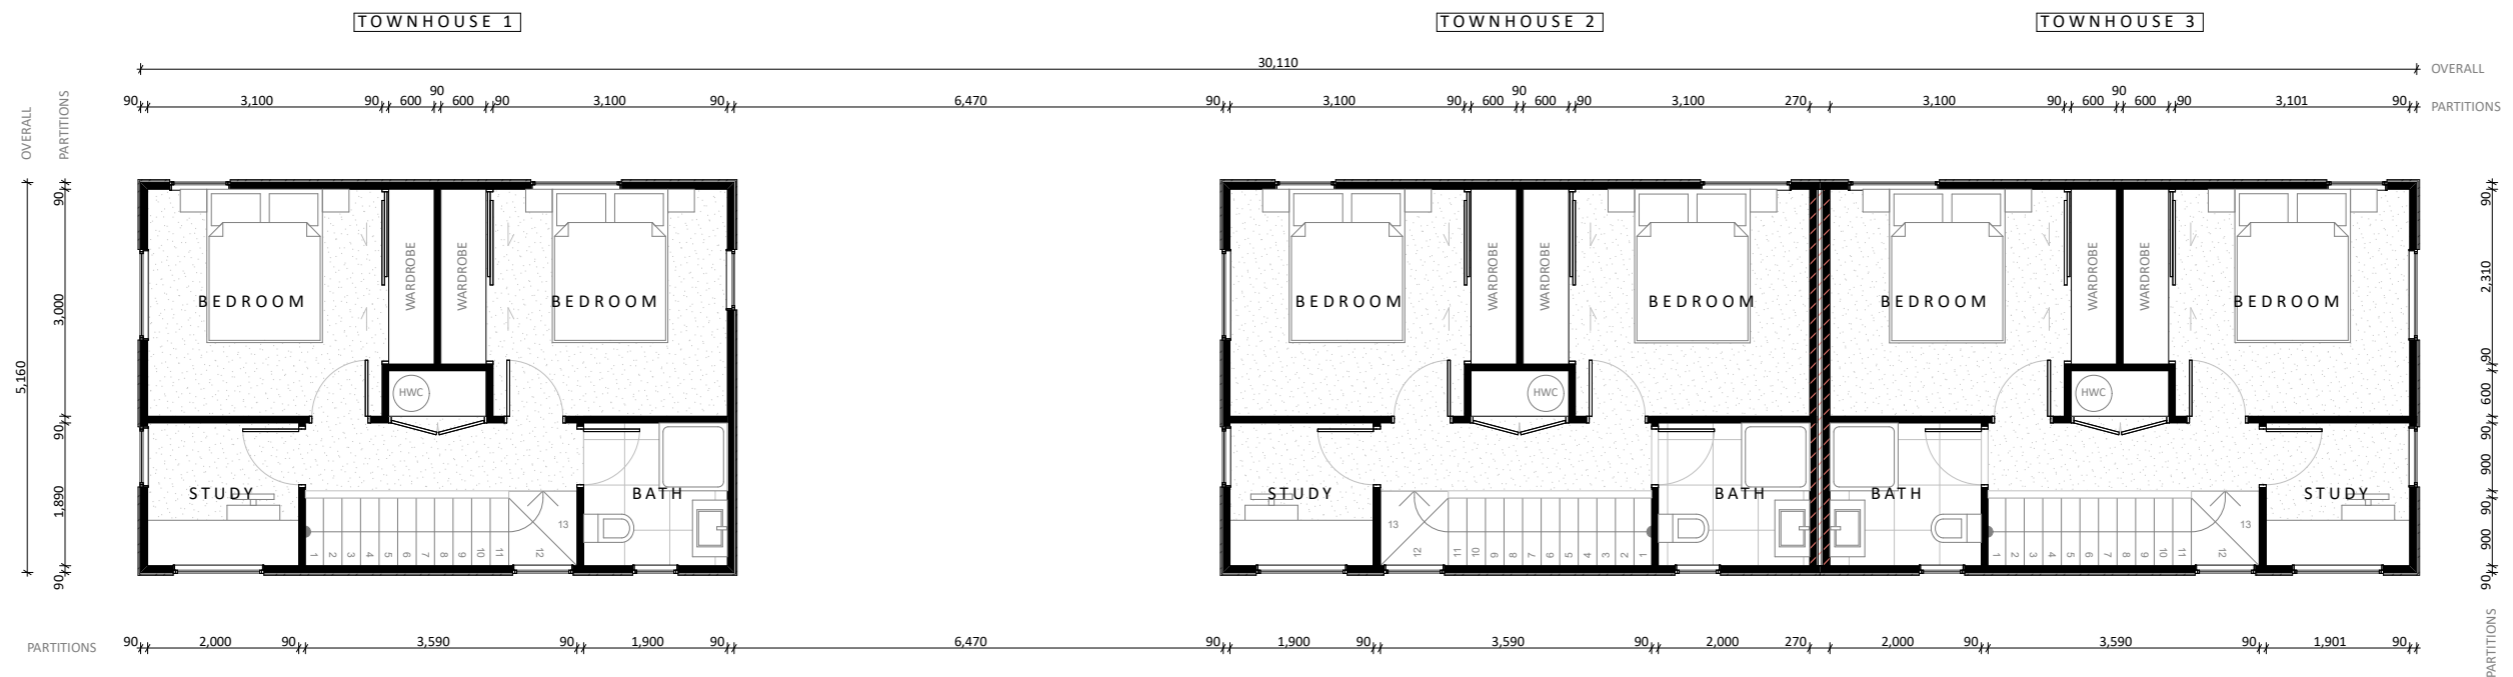 TOWNHOUSE 1
TOWNHOUSE 2
TOWNHOUSE 3
30,110
OVERALL
90 3,100 90 600 90 600 90 3,100 90 6,470 90 3,100 90 600 90 600 90 3,100 270 3,100 90 600 90 600 90 3,101 90
PARTITIONS
OVERALL
PARTITIONS
5,160
90
3,000
90
1,890
90
BEDROOM
WARDROBE
WARDROBE
BEDROOM
HWC
STUDY
BATH
1 2 3 4 5 6 7 8 9 10 11 12 13
BEDROOM
WARDROBE
WARDROBE
BEDROOM
HWC
STUDY
BATH
13 12 11 10 9 8 7 6 5 4 3 2 1
BEDROOM
WARDROBE
WARDROBE
BEDROOM
HWC
BATH
STUDY
1 2 3 4 5 6 7 8 9 10 11 12 13
90
2,310
90
600
90
900
90
900
90
PARTITIONS
PARTITIONS
90 2,000 90 3,590 90 1,900 90 6,470 90 1,900 90 3,590 90 2,000 270 2,000 90 3,590 90 1,901 90